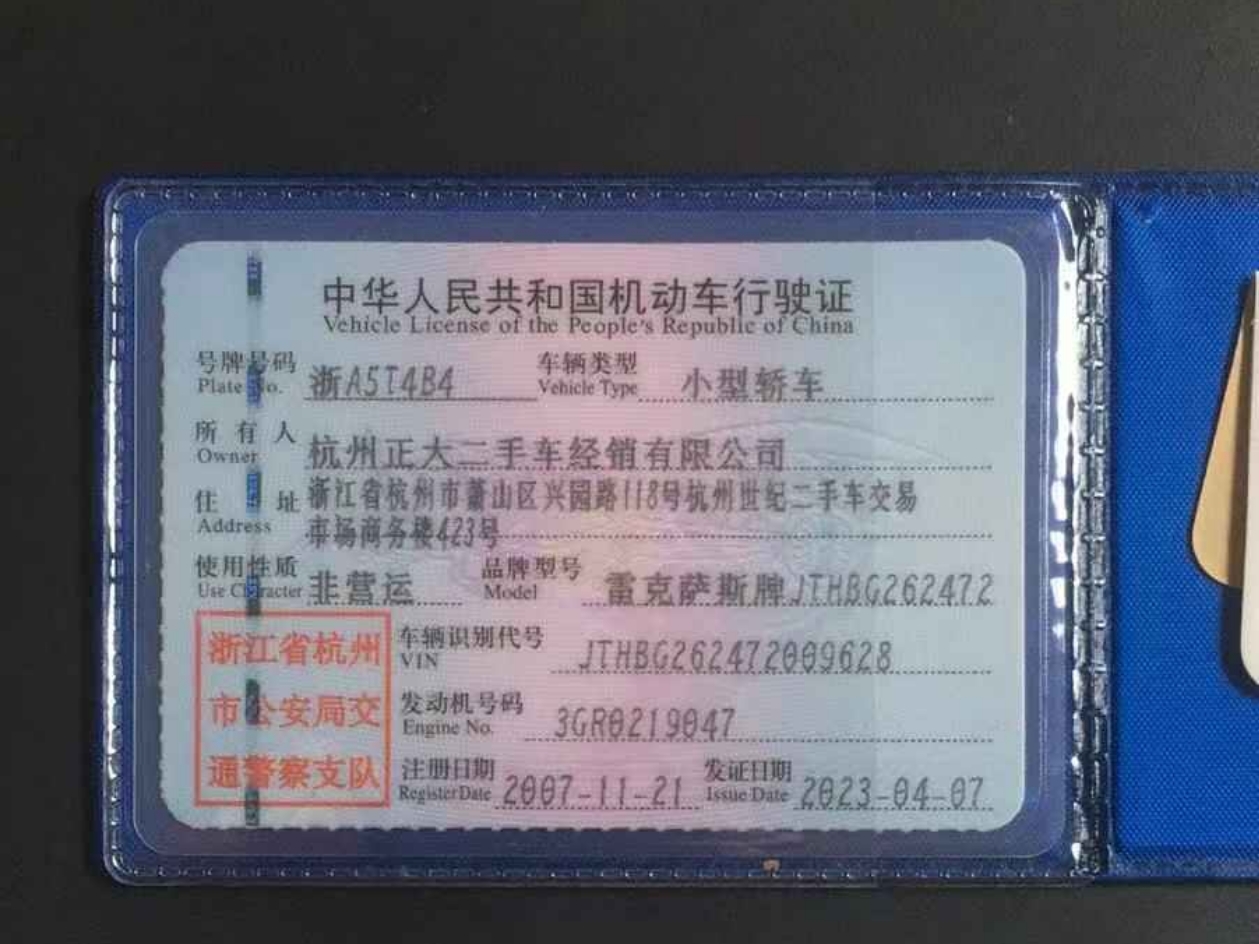 中华人民共和国机动车行驶证
Vehicle License of the People's Republic of China
号牌号码 浙A5T4B4 车辆类型 小型轿车
Plate No. Vehicle Type
所有人 杭州正大二手车经销有限公司
Owner
住址 浙江省杭州市萧山区兴园路118号杭州世纪二手车交易
Address 市场商务楼423号
使用性质 非营运 品牌型号 雷克萨斯牌JTHBG262472
Use Character Model
浙江省杭州
市公安局交
通警察支队
车辆识别代号 JTHBG262472009628
VIN
发动机号码 3GR0219047
Engine No.
注册日期 2007-11-21 发证日期 2023-04-07
Register Date Issue Date